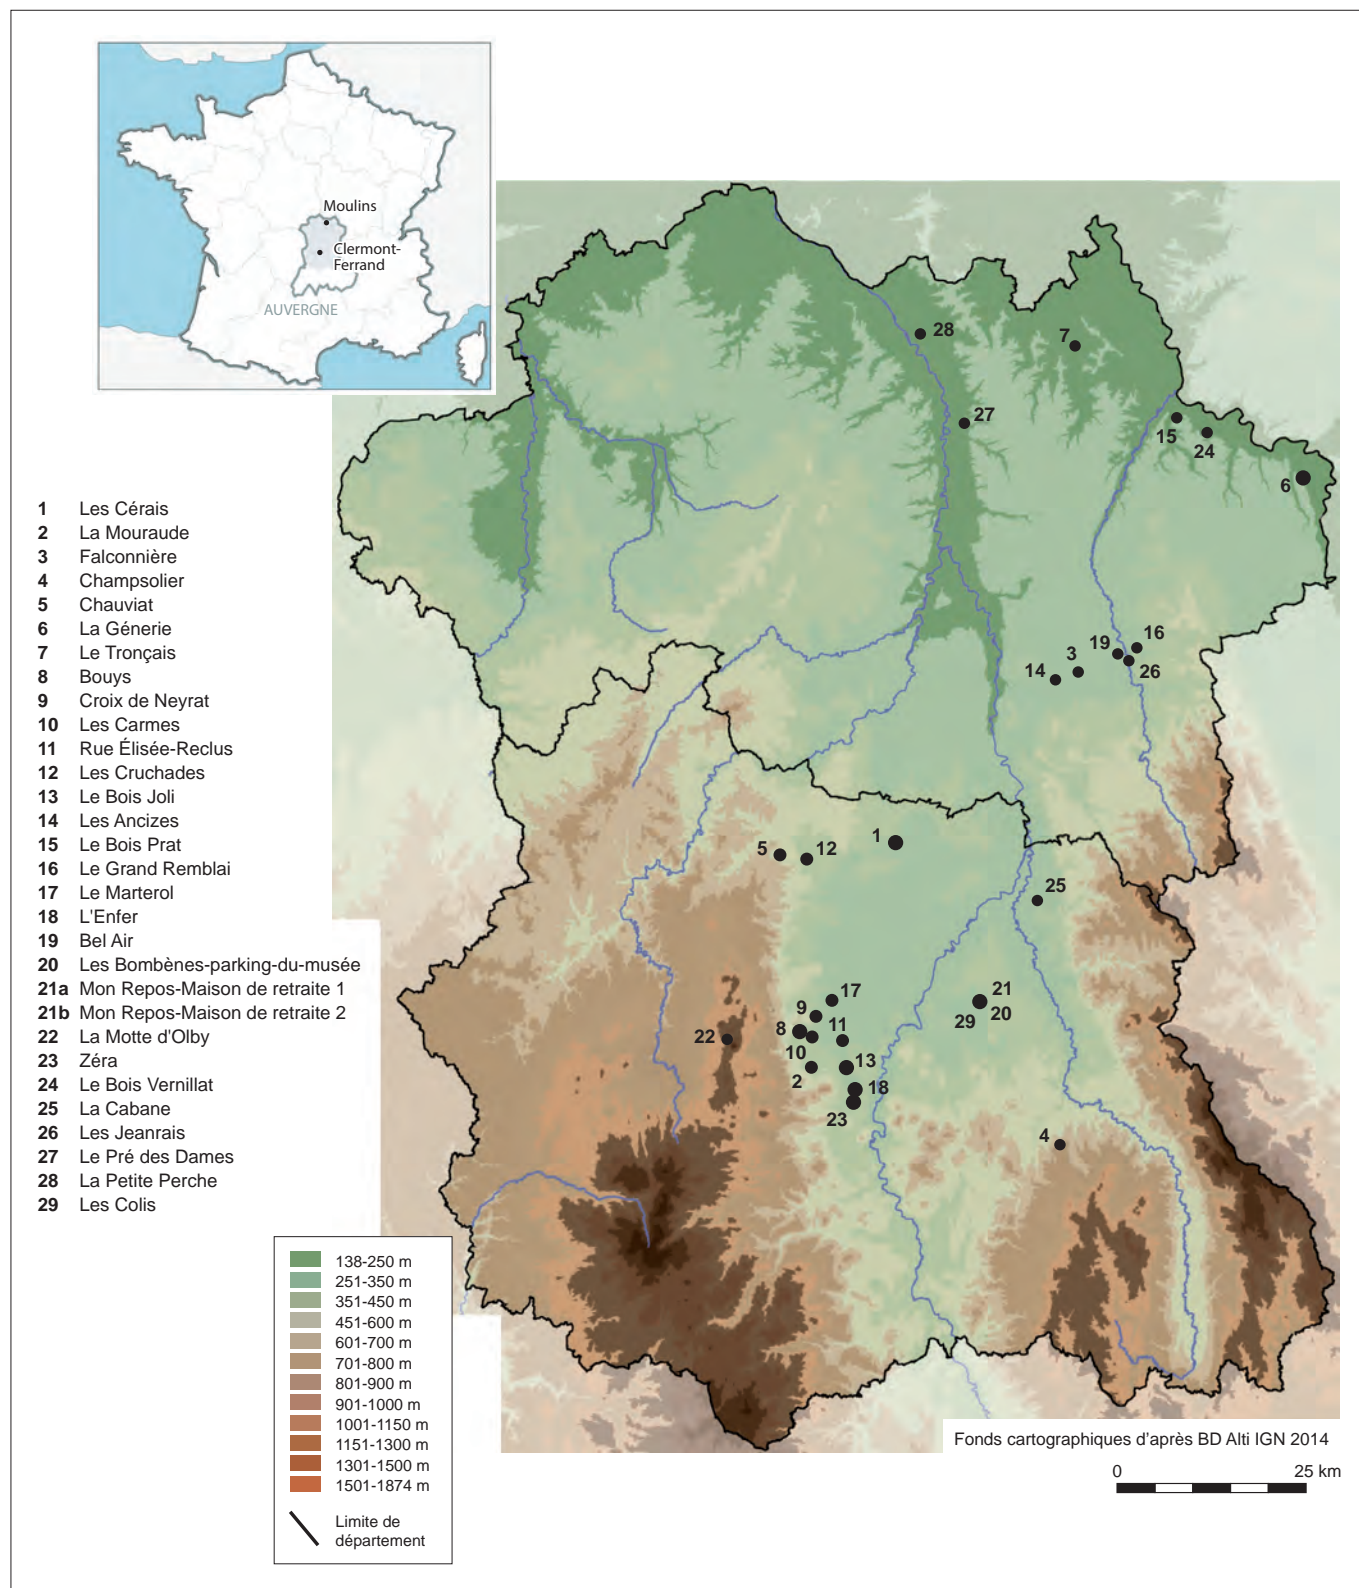 Moulins
Clermont-
Ferrand
AUVERGNE
1 Les Cérais
2 La Mouraude
3 Falconnière
4 Champsolier
5 Chauviat
6 La Génerie
7 Le Tronçais
8 Bouys
9 Croix de Neyrat
10 Les Carmes
11 Rue Élisée-Reclus
12 Les Cruchades
13 Le Bois Joli
14 Les Ancizes
15 Le Bois Prat
16 Le Grand Remblai
17 Le Marterol
18 L'Enfer
19 Bel Air
20 Les Bombènes-parking-du-musée
21a Mon Repos-Maison de retraite 1
21b Mon Repos-Maison de retraite 2
22 La Motte d'Olby
23 Zéra
24 Le Bois Vernillat
25 La Cabane
26 Les Jeanrais
27 Le Pré des Dames
28 La Petite Perche
29 Les Colis
28
7
27
15
24
6
16
19
3
26
14
1
5
12
25
17
21
9
29
20
8
11
22
10
13
2
18
23
4
138-250 m
251-350 m
351-450 m
451-600 m
601-700 m
701-800 m
801-900 m
901-1000 m
1001-1150 m
1151-1300 m
1301-1500 m
1501-1874 m
Limite de
département
Fonds cartographiques d'après BD Alti IGN 2014
0 25 km